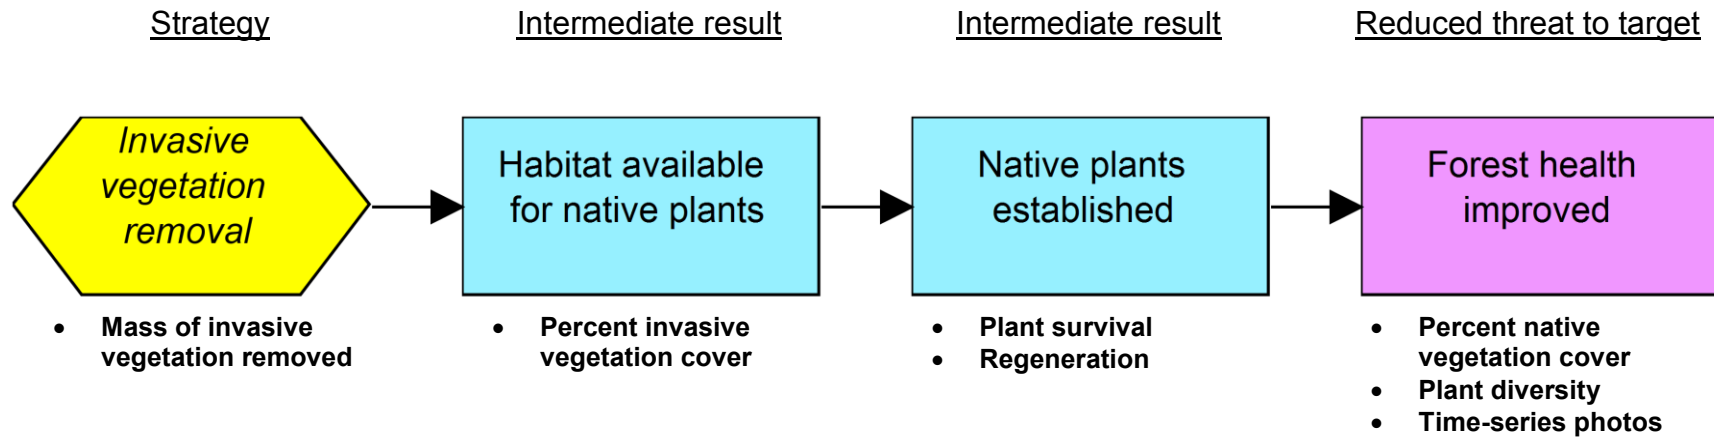 Strategy
Intermediate result
Intermediate result
Reduced threat to target
Invasive
vegetation
removal
Habitat available
for native plants
Native plants
established
Forest health
improved
• Mass of invasive
vegetation removed
• Percent invasive
vegetation cover
• Plant survival
• Regeneration
• Percent native
vegetation cover
• Plant diversity
• Time-series photos